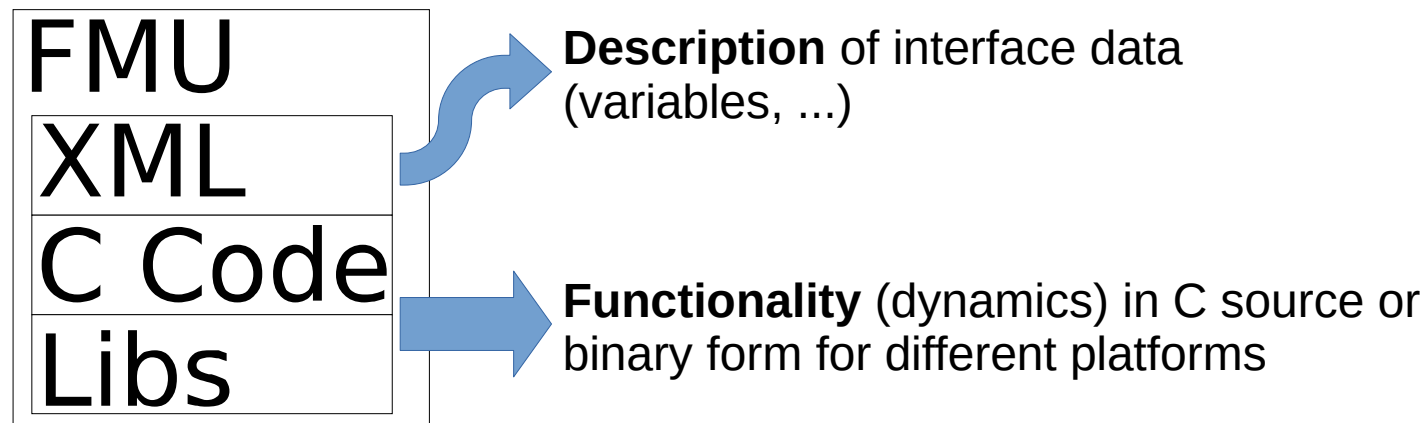 FMU
XML
C Code
Libs
Description of interface data
(variables, ...)
Functionality (dynamics) in C source or
binary form for different platforms